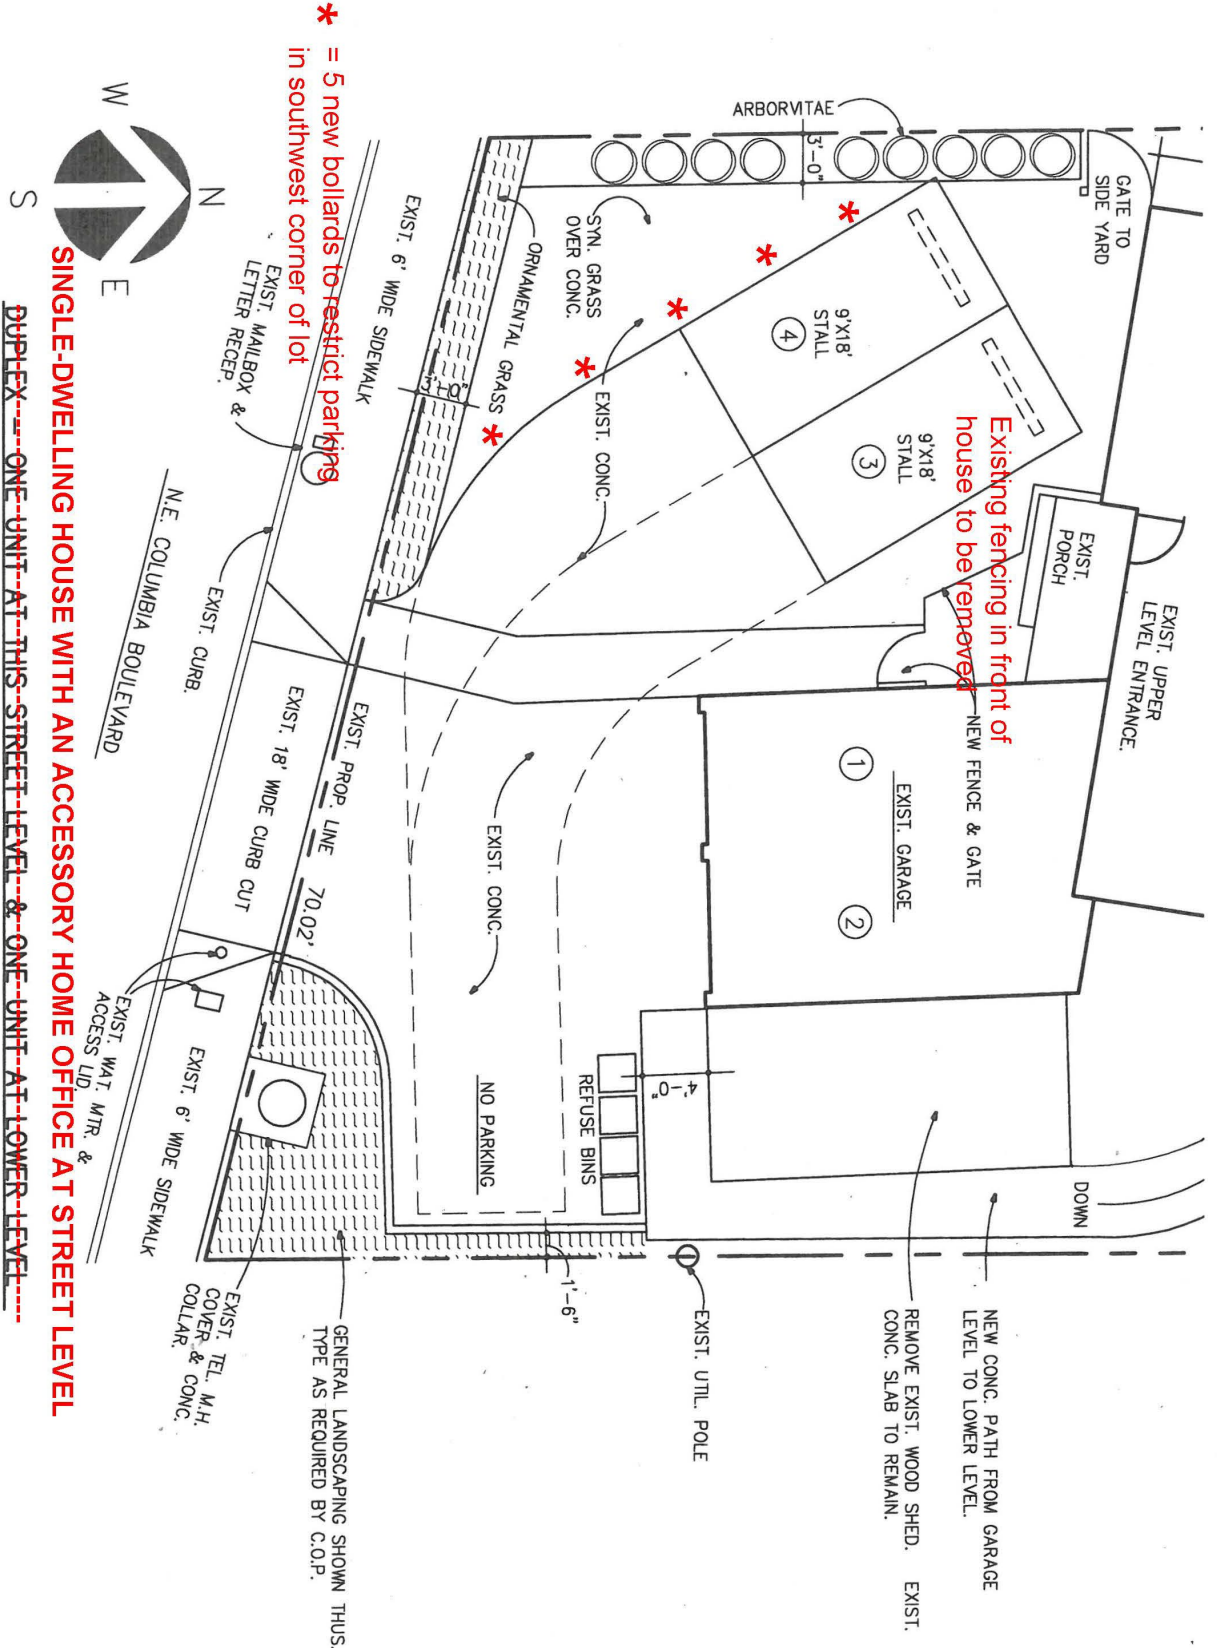 ARBORVITAE
3'-0"
GATE TO
SIDE YARD
SYN. GRASS
OVER CONC.
ORNAMENTAL GRASS
3'-0"
9'X18'
STALL
4
9'X18'
STALL
3
EXIST. CONC.
Existing fencing in front of
house to be removed
EXIST.
PORCH
EXIST. UPPER
LEVEL ENTRANCE.
NEW FENCE & GATE
EXIST. GARAGE
1
2
EXIST. CONC.
EXIST. 6' WIDE SIDEWALK
* = 5 new bollards to restrict parking
in southwest corner of lot
EXIST. MAILBOX &
LETTER RECEP.
EXIST. CURB.
N.E. COLUMBIA BOULEVARD
EXIST. PROP. LINE 70.02'
EXIST. 18' WIDE CURB CUT
EXIST. WAT. MTR. &
ACCESS LID.
EXIST. 6' WIDE SIDEWALK
NO PARKING
REFUSE BINS
4'-0"
DOWN
1'-6"
EXIST. UTIL. POLE
NEW CONC. PATH FROM GARAGE
LEVEL TO LOWER LEVEL.
REMOVE EXIST. WOOD SHED. EXIST.
CONC. SLAB TO REMAIN.
GENERAL LANDSCAPING SHOWN THUS.
TYPE AS REQUIRED BY C.O.P.
EXIST. TEL. M.H.
COVER & CONC.
COLLAR.
N
W
E
S
SINGLE-DWELLING HOUSE WITH AN ACCESSORY HOME OFFICE AT STREET LEVEL
DUPLEX -- ONE UNIT AT THIS STREET LEVEL & ONE UNIT AT LOWER LEVEL